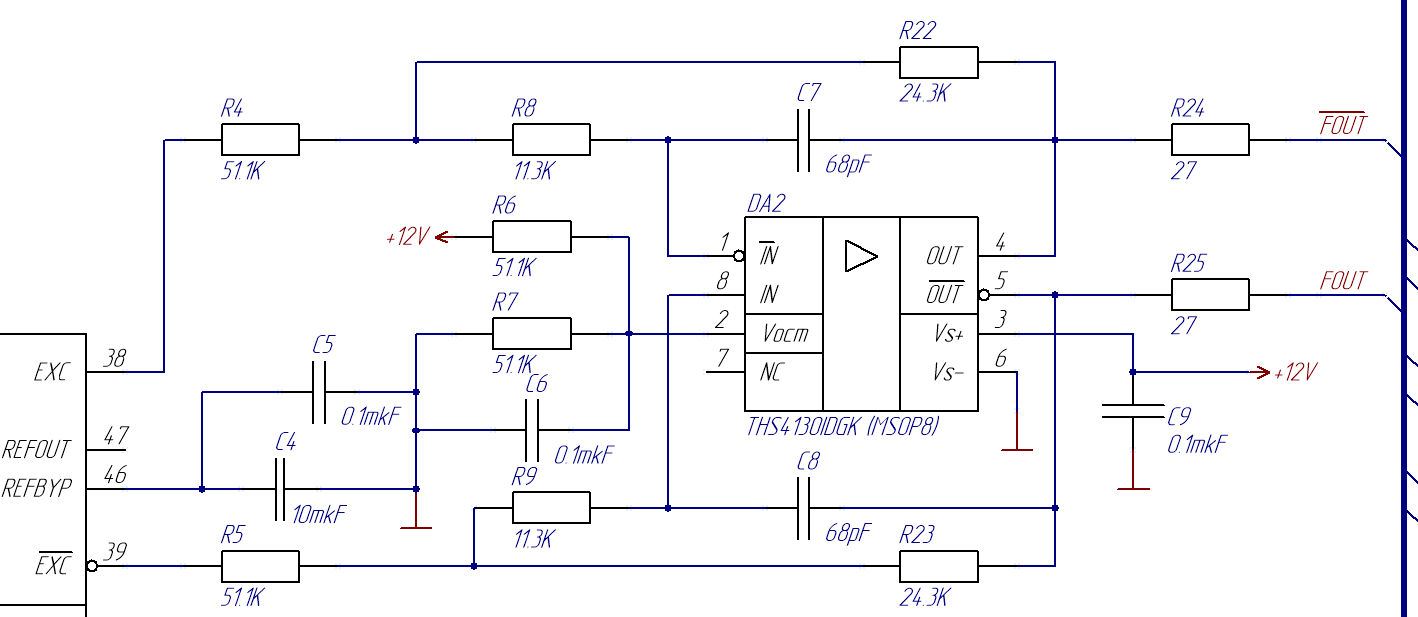 R22
24.3K
C7
68pF
R4
51.1K
R8
11.3K
R24
27
FOUT
R6
+12V
51.1K
DA2
1
IN
8
IN
2
Vocm
7
NC
OUT
4
OUT
5
Vs+
3
Vs-
6
THS4130IDGK (MSOP8)
R25
27
FOUT
R7
51.1K
C5
0.1mkF
C6
0.1mkF
+12V
C9
0.1mkF
EXC
38
REFOUT
47
REFBYP
46
EXC
39
C4
10mkF
R9
11.3K
C8
68pF
R5
51.1K
R23
24.3K